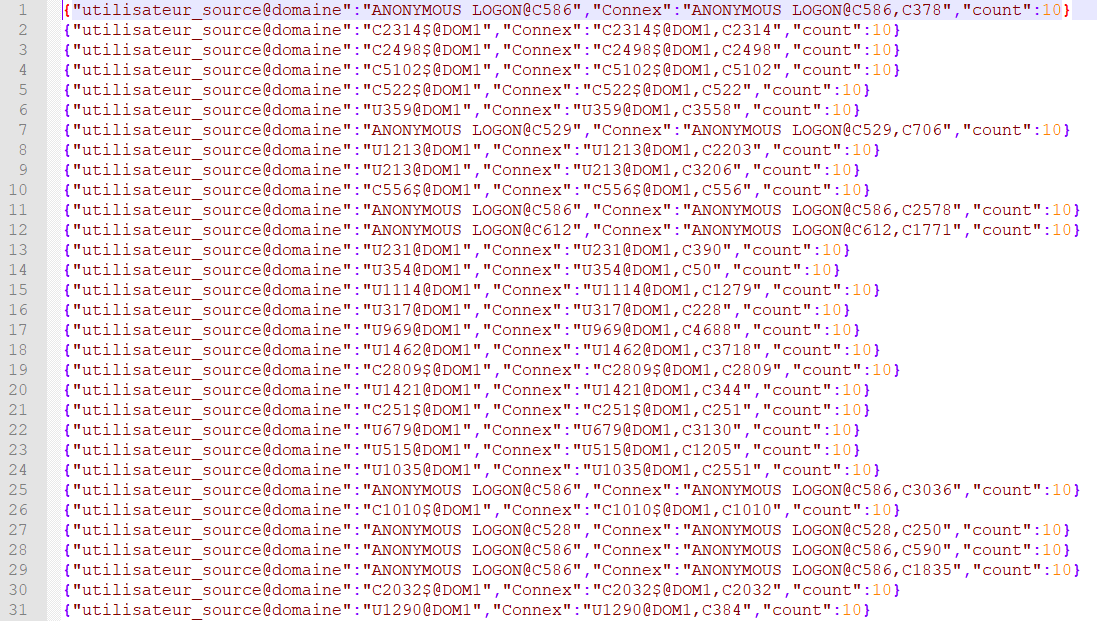 1 {"utilisateur_source@domaine":"ANONYMOUS LOGON@C586","Connex":"ANONYMOUS LOGON@C586,C378","count":10}
2 {"utilisateur_source@domaine":"C2314$@DOM1","Connex":"C2314$@DOM1,C2314","count":10}
3 {"utilisateur_source@domaine":"C2498$@DOM1","Connex":"C2498$@DOM1,C2498","count":10}
4 {"utilisateur_source@domaine":"C5102$@DOM1","Connex":"C5102$@DOM1,C5102","count":10}
5 {"utilisateur_source@domaine":"C522$@DOM1","Connex":"C522$@DOM1,C522","count":10}
6 {"utilisateur_source@domaine":"U359@DOM1","Connex":"U359@DOM1,C3558","count":10}
7 {"utilisateur_source@domaine":"ANONYMOUS LOGON@C529","Connex":"ANONYMOUS LOGON@C529,C706","count":10}
8 {"utilisateur_source@domaine":"U1213@DOM1","Connex":"U1213@DOM1,C2203","count":10}
9 {"utilisateur_source@domaine":"U213@DOM1","Connex":"U213@DOM1,C3206","count":10}
10 {"utilisateur_source@domaine":"C556$@DOM1","Connex":"C556$@DOM1,C556","count":10}
11 {"utilisateur_source@domaine":"ANONYMOUS LOGON@C586","Connex":"ANONYMOUS LOGON@C586,C2578","count":10}
12 {"utilisateur_source@domaine":"ANONYMOUS LOGON@C612","Connex":"ANONYMOUS LOGON@C612,C1771","count":10}
13 {"utilisateur_source@domaine":"U231@DOM1","Connex":"U231@DOM1,C390","count":10}
14 {"utilisateur_source@domaine":"U354@DOM1","Connex":"U354@DOM1,C50","count":10}
15 {"utilisateur_source@domaine":"U1114@DOM1","Connex":"U1114@DOM1,C1279","count":10}
16 {"utilisateur_source@domaine":"U317@DOM1","Connex":"U317@DOM1,C228","count":10}
17 {"utilisateur_source@domaine":"U969@DOM1","Connex":"U969@DOM1,C4688","count":10}
18 {"utilisateur_source@domaine":"U1462@DOM1","Connex":"U1462@DOM1,C3718","count":10}
19 {"utilisateur_source@domaine":"C2809$@DOM1","Connex":"C2809$@DOM1,C2809","count":10}
20 {"utilisateur_source@domaine":"U1421@DOM1","Connex":"U1421@DOM1,C344","count":10}
21 {"utilisateur_source@domaine":"C251$@DOM1","Connex":"C251$@DOM1,C251","count":10}
22 {"utilisateur_source@domaine":"U679@DOM1","Connex":"U679@DOM1,C3130","count":10}
23 {"utilisateur_source@domaine":"U515@DOM1","Connex":"U515@DOM1,C1205","count":10}
24 {"utilisateur_source@domaine":"U1035@DOM1","Connex":"U1035@DOM1,C2551","count":10}
25 {"utilisateur_source@domaine":"ANONYMOUS LOGON@C586","Connex":"ANONYMOUS LOGON@C586,C3036","count":10}
26 {"utilisateur_source@domaine":"C1010$@DOM1","Connex":"C1010$@DOM1,C1010","count":10}
27 {"utilisateur_source@domaine":"ANONYMOUS LOGON@C528","Connex":"ANONYMOUS LOGON@C528,C250","count":10}
28 {"utilisateur_source@domaine":"ANONYMOUS LOGON@C586","Connex":"ANONYMOUS LOGON@C586,C590","count":10}
29 {"utilisateur_source@domaine":"ANONYMOUS LOGON@C586","Connex":"ANONYMOUS LOGON@C586,C1835","count":10}
30 {"utilisateur_source@domaine":"C2032$@DOM1","Connex":"C2032$@DOM1,C2032","count":10}
31 {"utilisateur_source@domaine":"U1290@DOM1","Connex":"U1290@DOM1,C384","count":10}